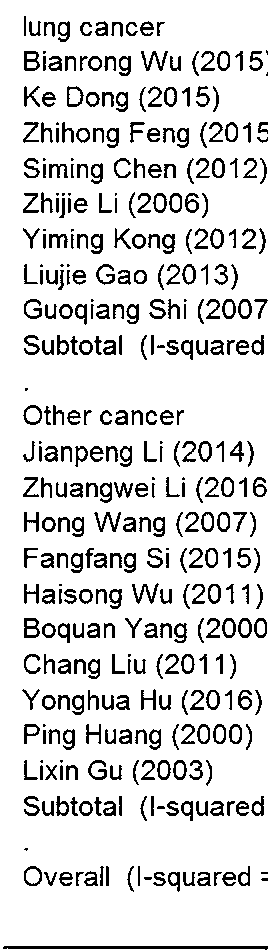 lung cancer
Bianrong Wu (2015)
Ke Dong (2015)
Zhihong Feng (2015
Siming Chen (2012)
Zhijie Li (2006)
Yiming Kong (2012)
Liujie Gao (2013)
Guoqiang Shi (2007
Subtotal (I-squared
.
Other cancer
Jianpeng Li (2014)
Zhuangwei Li (2016
Hong Wang (2007)
Fangfang Si (2015)
Haisong Wu (2011)
Boquan Yang (2000
Chang Liu (2011)
Yonghua Hu (2016)
Ping Huang (2000)
Lixin Gu (2003)
Subtotal (I-squared
.
Overall (I-squared =